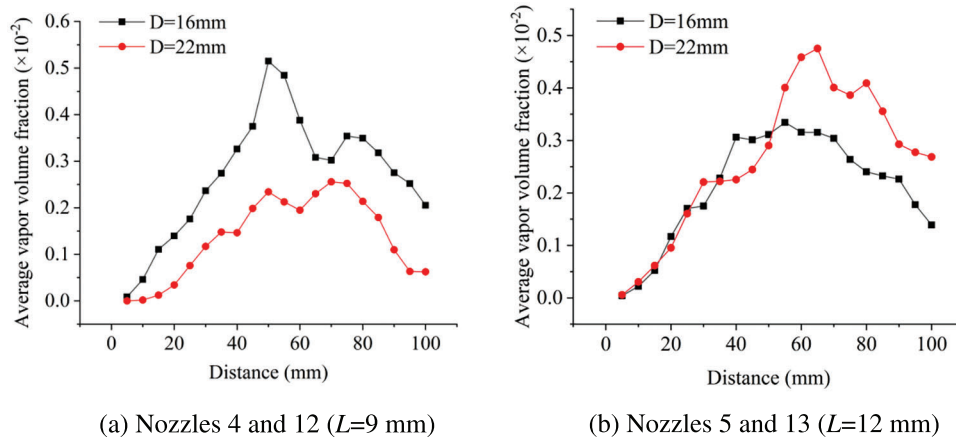 D=16mm
D=22mm
Average vapor volume fraction (×10-2)
0.6
0.5
0.4
0.3
0.2
0.1
0.0
0 20 40 60 80 100
Distance (mm)
(a) Nozzles 4 and 12 (L=9 mm)
D=16mm
D=22mm
Average vapor volume fraction (×10-2)
0.5
0.4
0.3
0.2
0.1
0.0
0 20 40 60 80 100
Distance (mm)
(b) Nozzles 5 and 13 (L=12 mm)